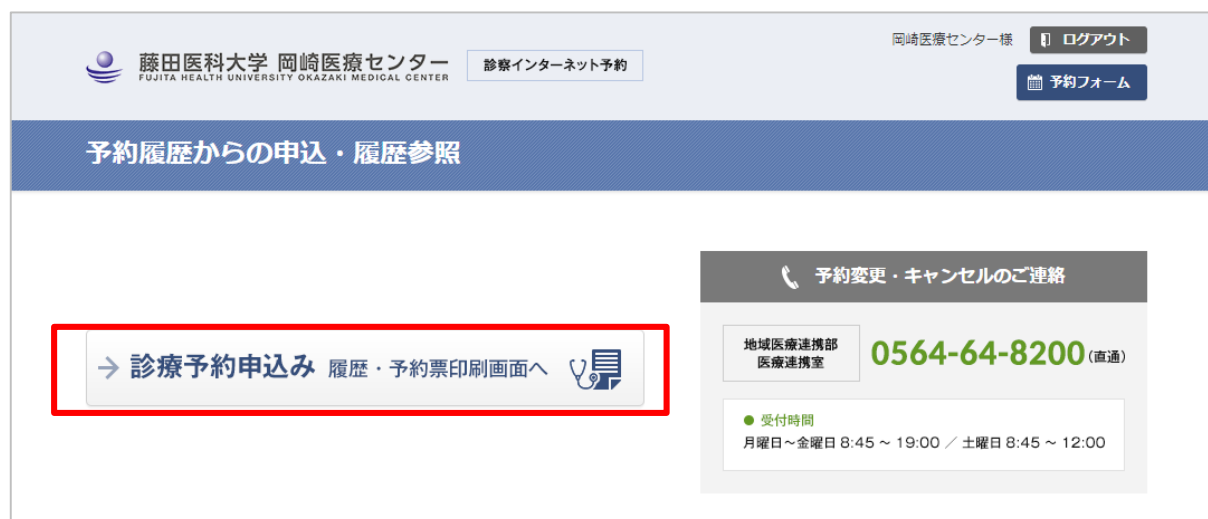 藤田医科大学 岡崎医療センター
FUJITA HEALTH UNIVERSITY OKAZAKI MEDICAL CENTER
診察インターネット予約
岡崎医療センター様
ログアウト
予約フォーム
予約履歴からの申込・履歴参照
→ 診療予約申込み 履歴・予約票印刷画面へ
予約変更・キャンセルのご連絡
地域医療連携部
医療連携室
0564-64-8200(直通)
● 受付時間
月曜日～金曜日 8:45 ～ 19:00 ／ 土曜日 8:45 ～ 12:00